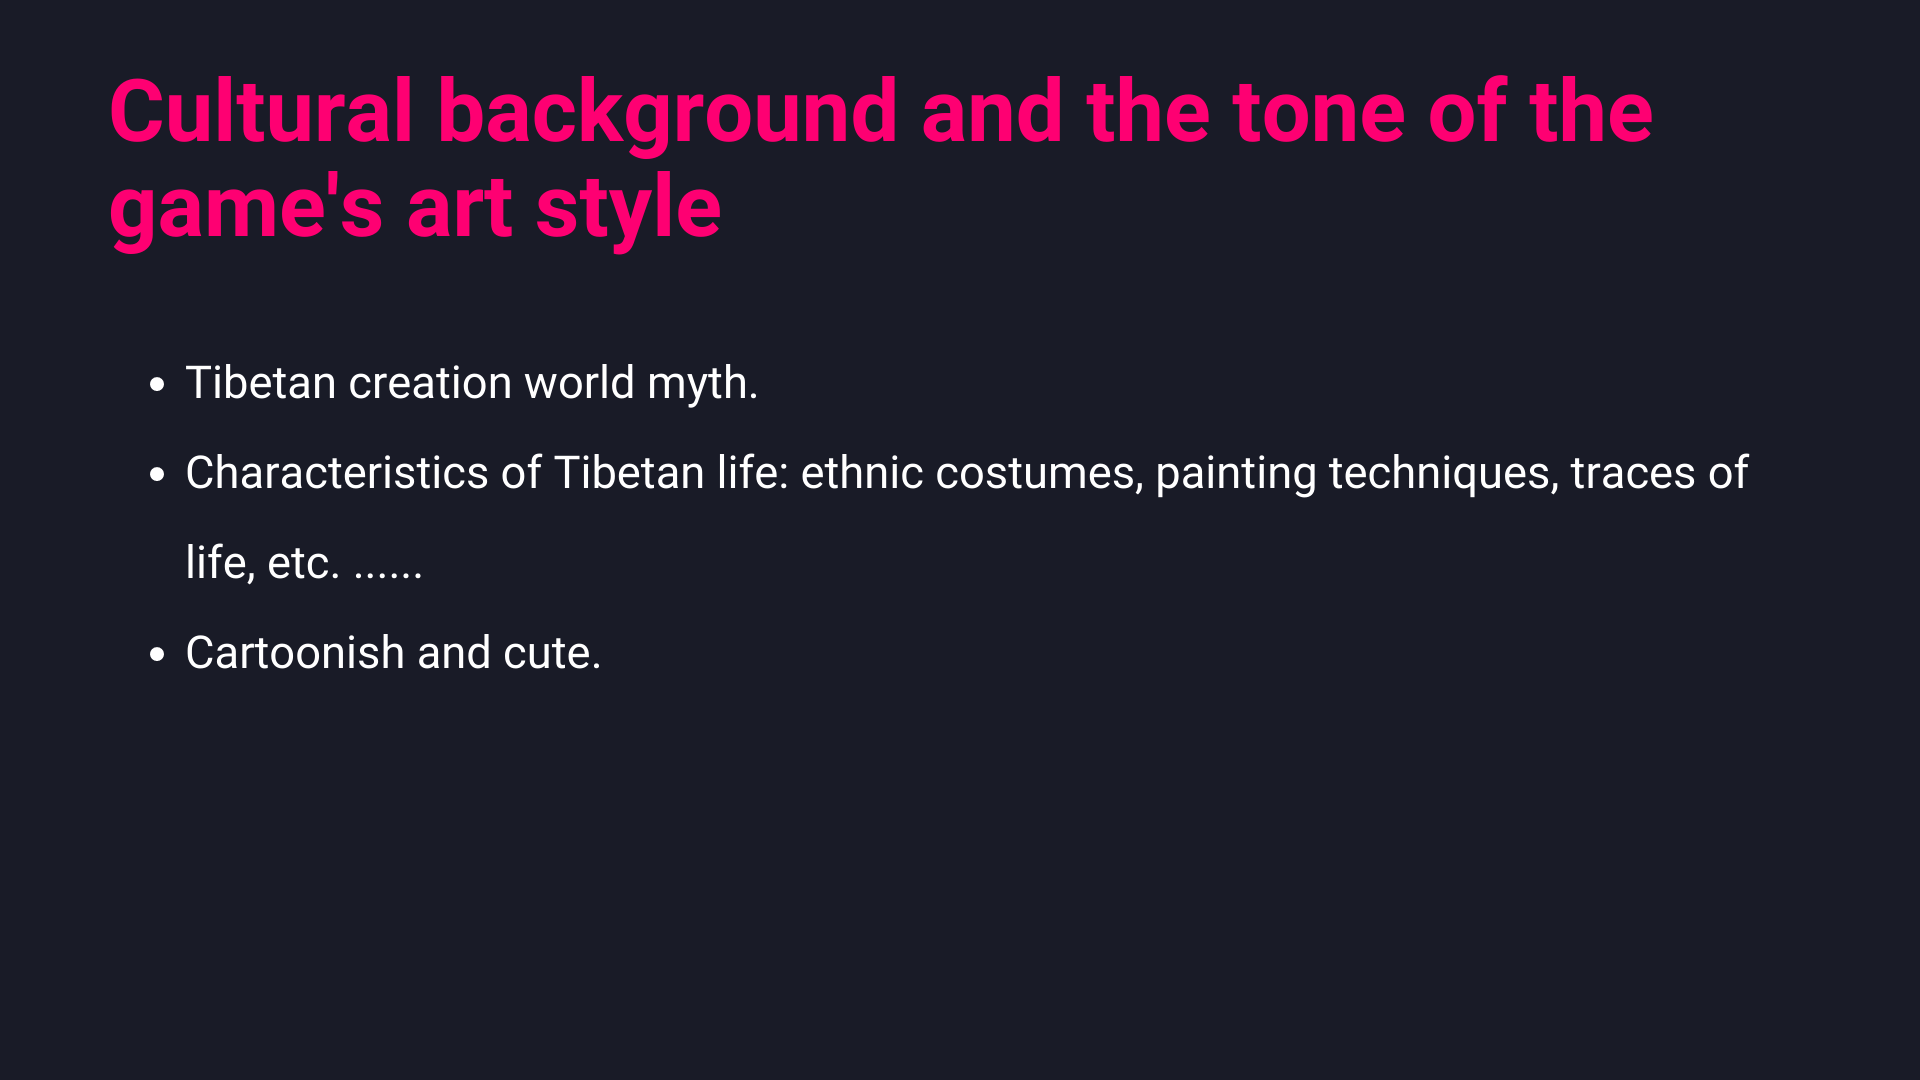 Cultural background and the tone of the
game's art style
• Tibetan creation world myth.
• Characteristics of Tibetan life: ethnic costumes, painting techniques, traces of
life, etc. ......
• Cartoonish and cute.